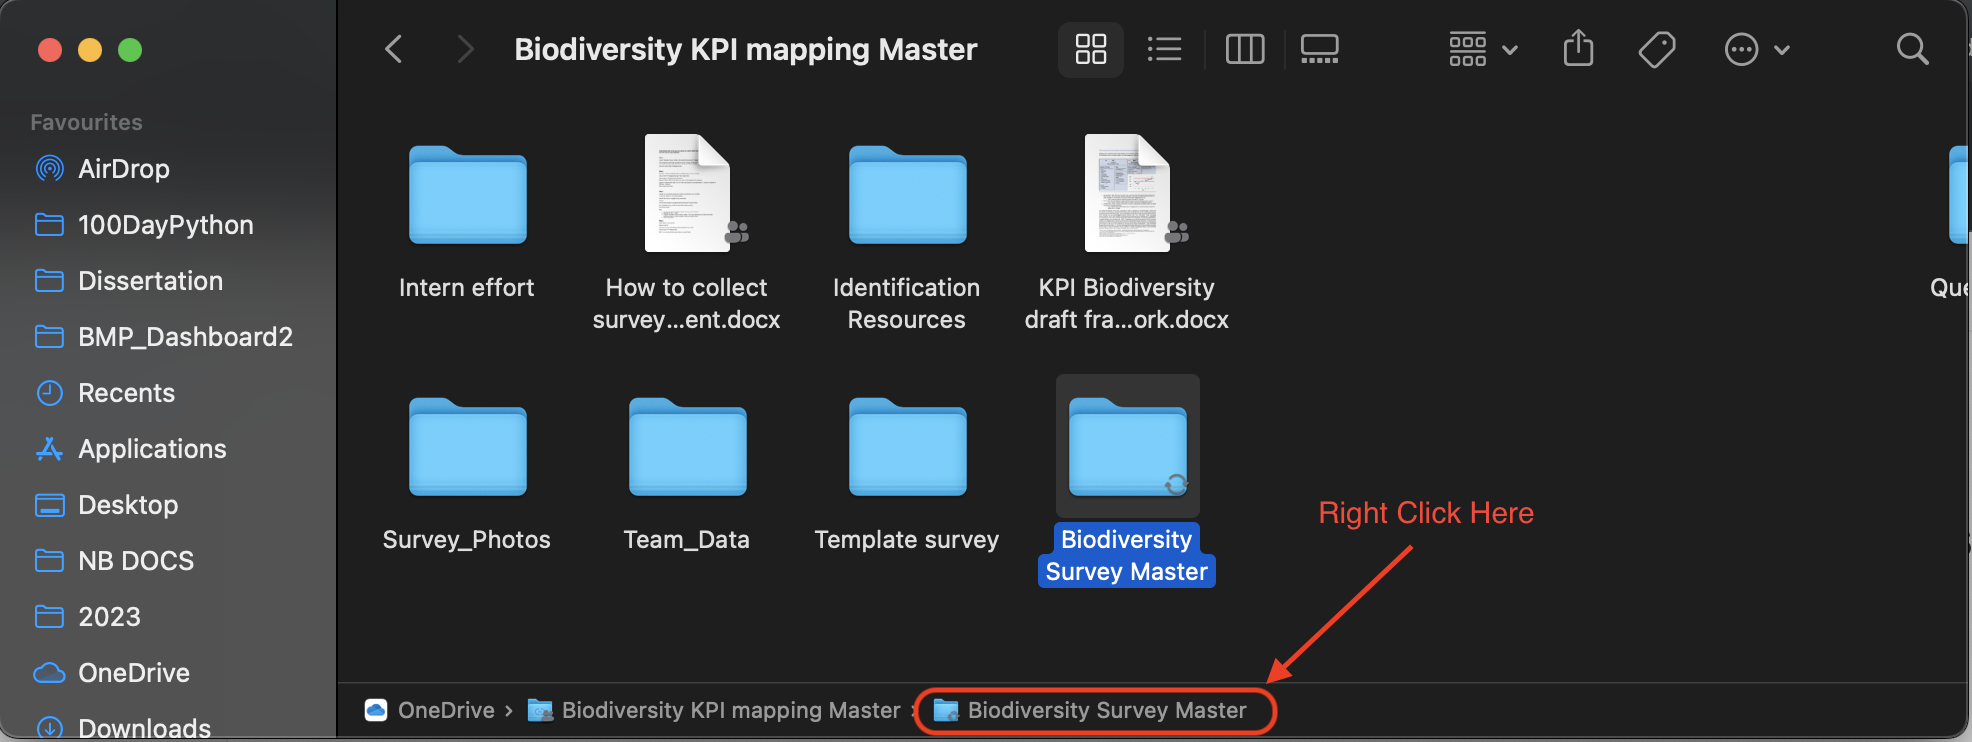 Biodiversity KPI mapping Master
Favourites
AirDrop
100DayPython
Dissertation
BMP_Dashboard2
Recents
Applications
Desktop
NB DOCS
2023
OneDrive
Downloads
Intern effort
How to collect
survey...ent.docx
Identification
Resources
KPI Biodiversity
draft fra...ork.docx
Que
Survey_Photos
Team_Data
Template survey
Biodiversity
Survey Master
Right Click Here
OneDrive › Biodiversity KPI mapping Master › Biodiversity Survey Master